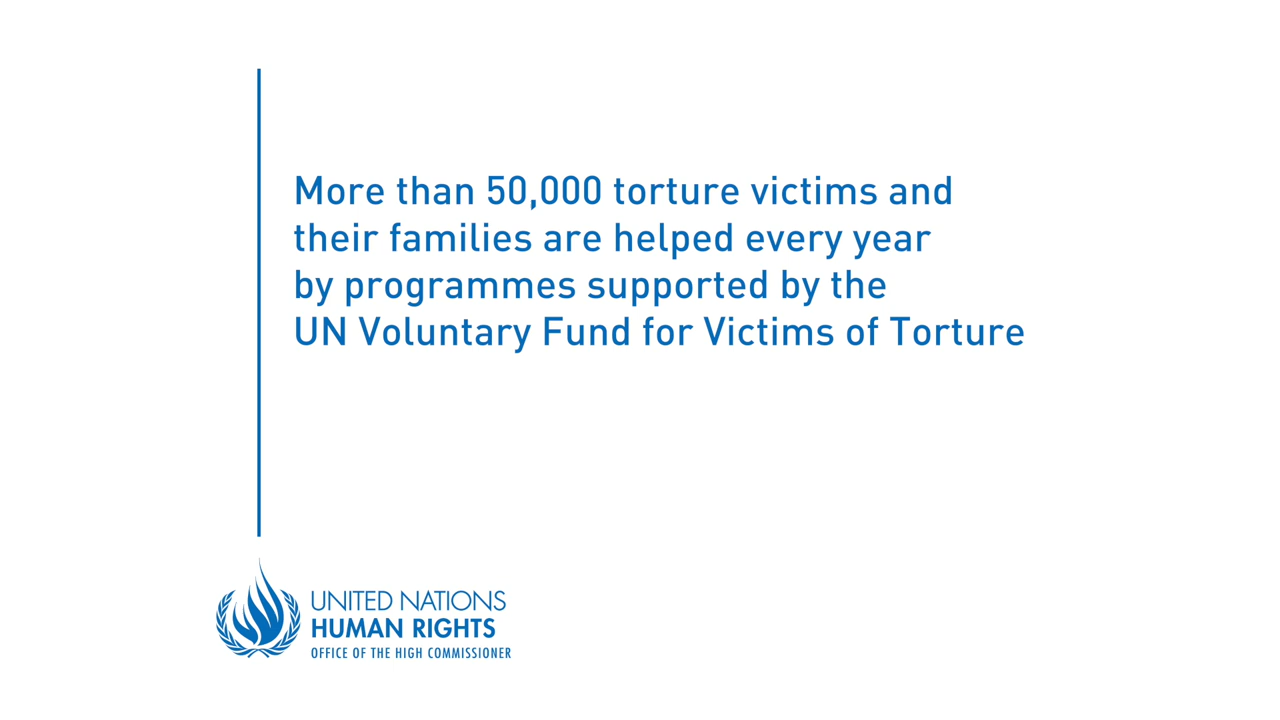 More than 50,000 torture victims and
their families are helped every year
by programmes supported by the
UN Voluntary Fund for Victims of Torture
UNITED NATIONS
HUMAN RIGHTS
OFFICE OF THE HIGH COMMISSIONER